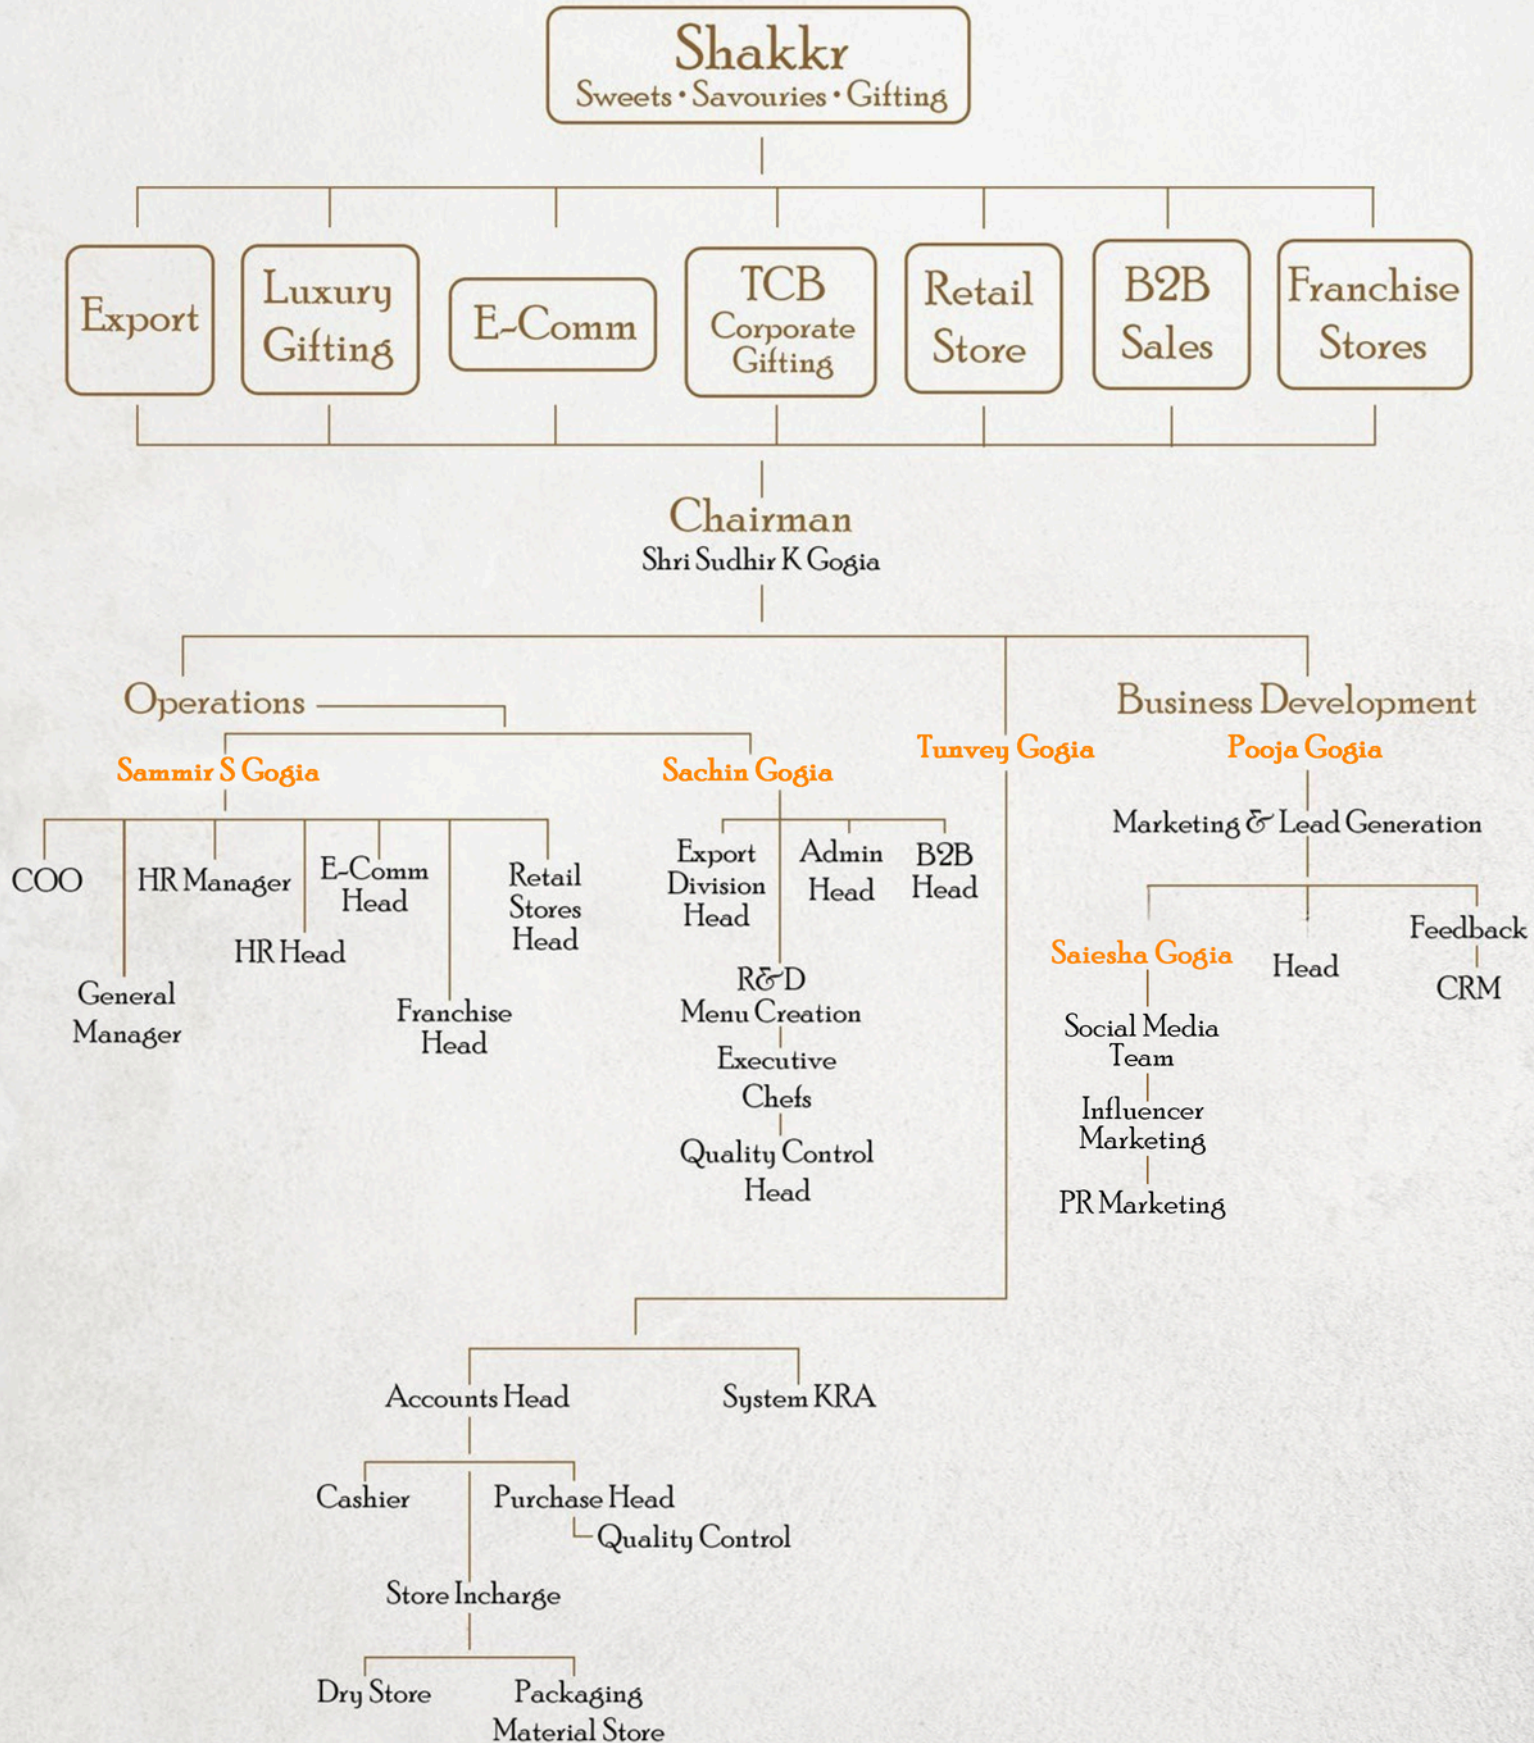 Shakkr
Sweets • Savouries • Gifting
Export
Luxury
Gifting
E-Comm
TCB
Corporate
Gifting
Retail
Store
B2B
Sales
Franchise
Stores
Chairman
Shri Sudhir K Gogia
Operations
Sammir S Gogia
COO
General
Manager
HR Manager
HR Head
E-Comm
Head
Franchise
Head
Retail
Stores
Head
Sachin Gogia
Export
Division
Head
R&D
Menu Creation
Executive
Chefs
Quality Control
Head
Admin
Head
B2B
Head
Tunvey Gogia
Business Development
Pooja Gogia
Marketing & Lead Generation
Saiesha Gogia
Social Media
Team
Influencer
Marketing
PR Marketing
Head
Feedback
CRM
Accounts Head
System KRA
Cashier
Purchase Head
Quality Control
Store Incharge
Dry Store
Packaging
Material Store